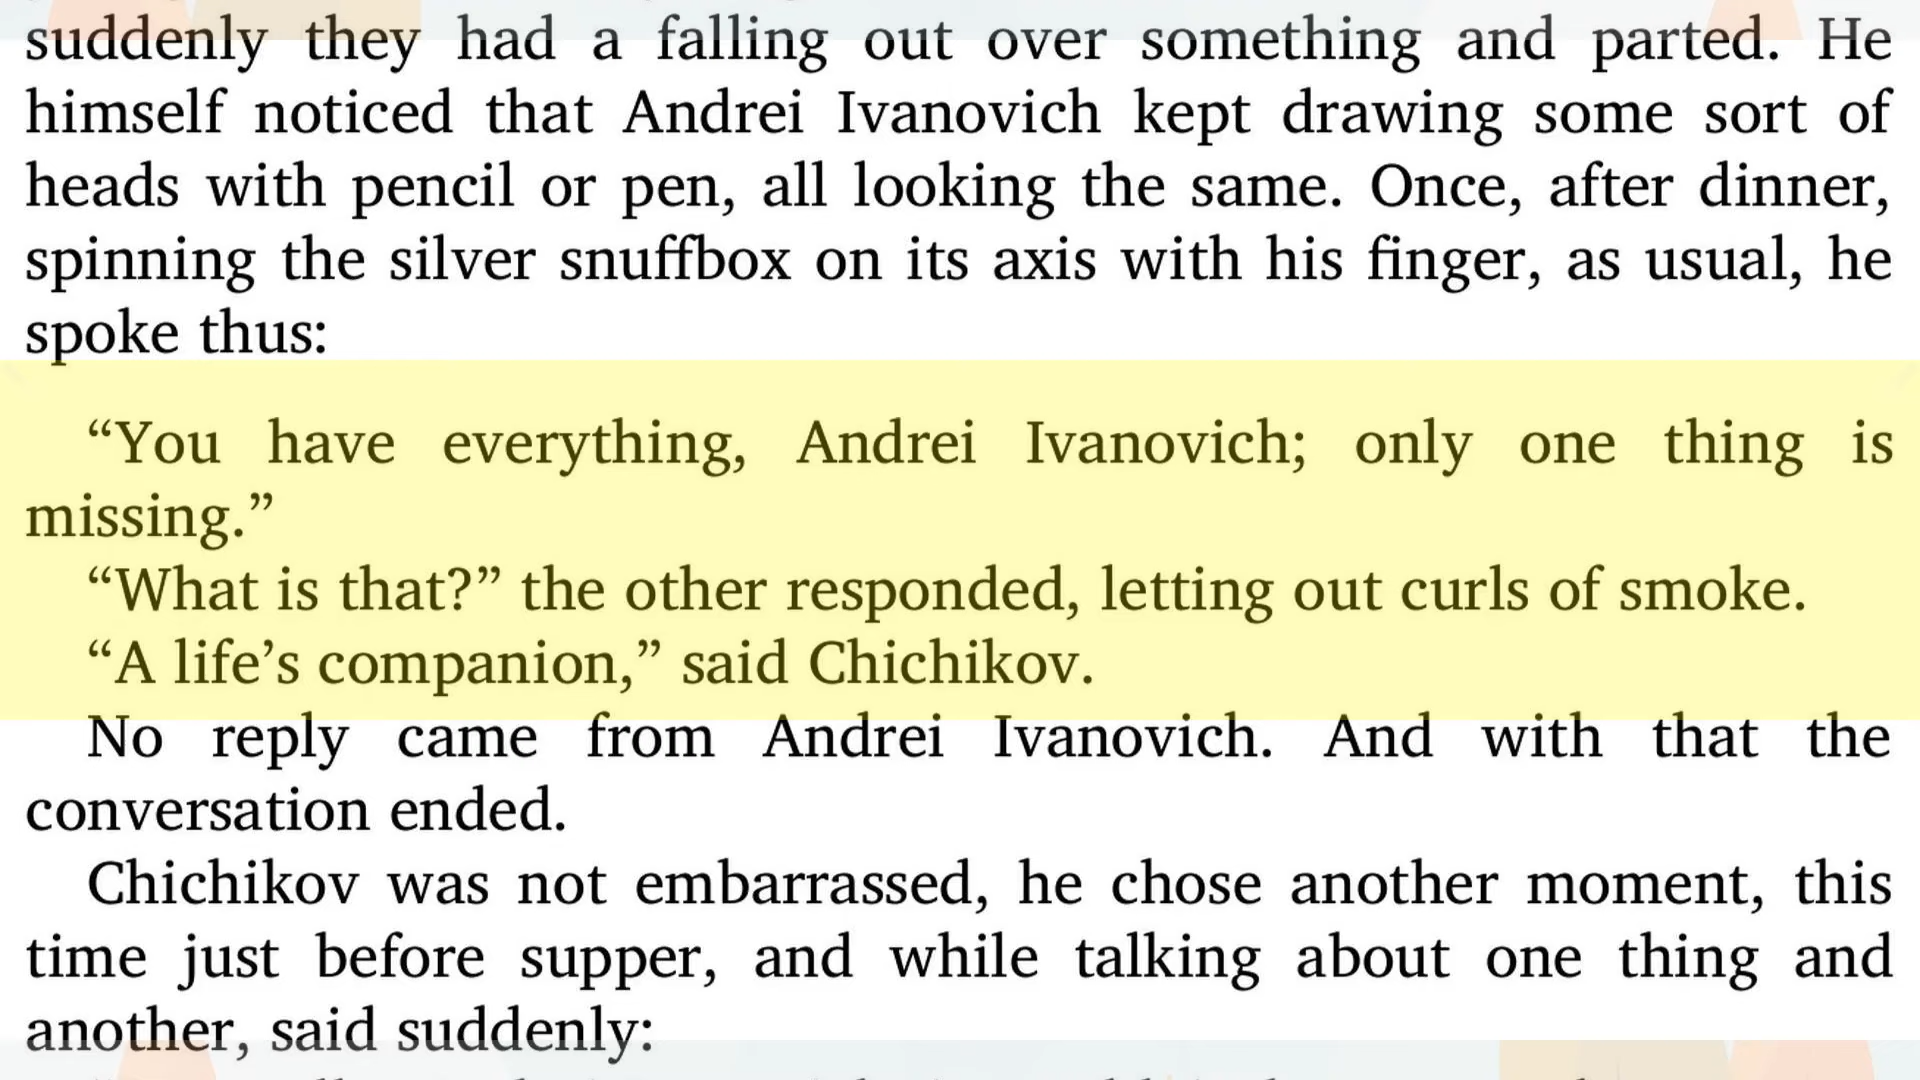 suddenly they had a falling out over something and parted. He
himself noticed that Andrei Ivanovich kept drawing some sort of
heads with pencil or pen, all looking the same. Once, after dinner,
spinning the silver snuffbox on its axis with his finger, as usual, he
spoke thus:
“You have everything, Andrei Ivanovich; only one thing is
missing.”
“What is that?” the other responded, letting out curls of smoke.
“A life’s companion,” said Chichikov.
No reply came from Andrei Ivanovich. And with that the
conversation ended.
Chichikov was not embarrassed, he chose another moment, this
time just before supper, and while talking about one thing and
another, said suddenly: